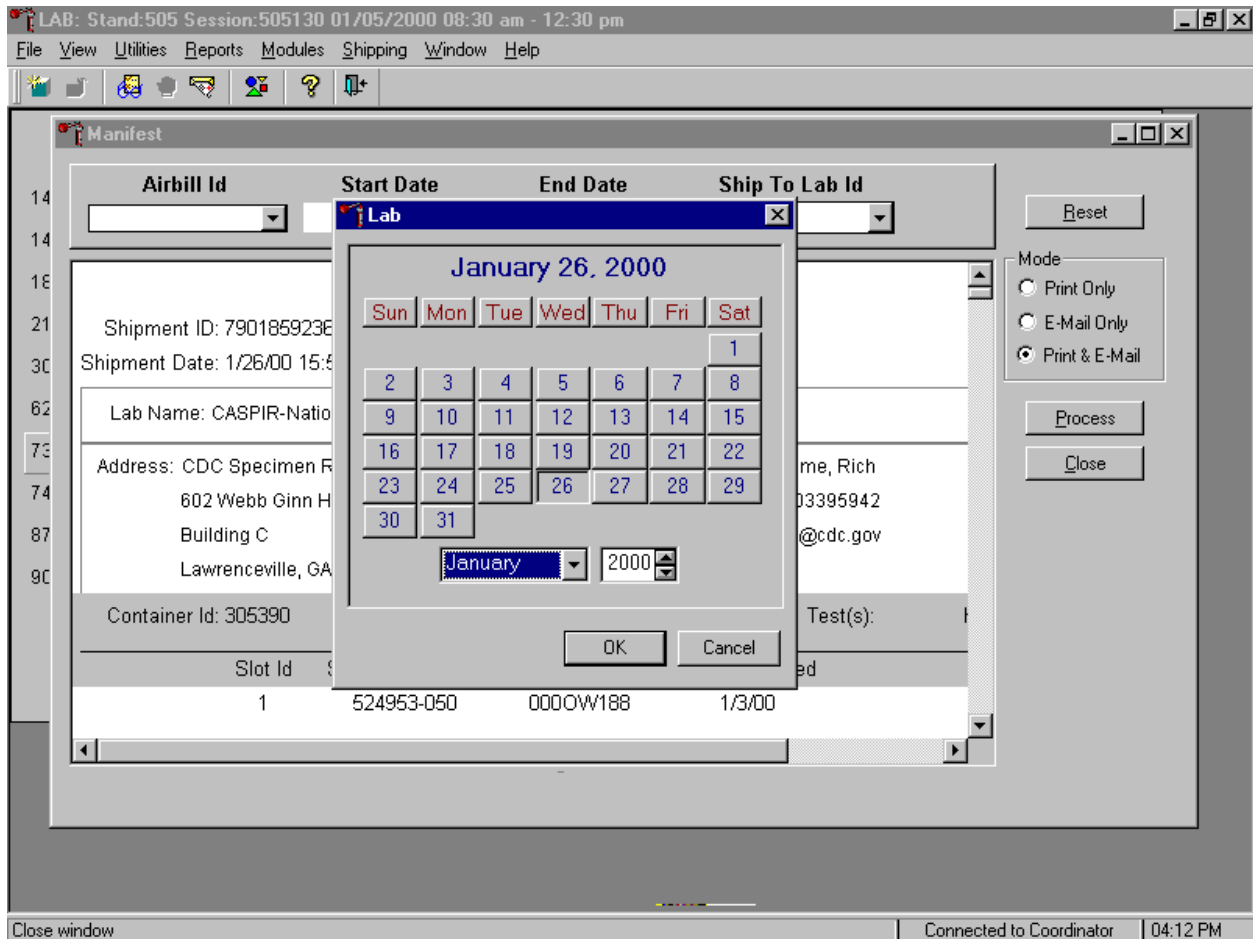 LAB: Stand:505 Session:505130 01/05/2000 08:30 am - 12:30 pm
File View Utilities Reports Modules Shipping Window Help
Manifest
Airbill Id Start Date End Date Ship To Lab Id
Reset
Mode
Print Only
E-Mail Only
Print & E-Mail
Process
Close
14
14
18
21
30
62
73
74
87
90
Shipment ID: 7901859236
Shipment Date: 1/26/00 15:5
Lab Name: CASPIR-Natio
Address: CDC Specimen R
602 Webb Ginn H
Building C
Lawrenceville, GA
me, Rich
03395942
@cdc.gov
Container Id: 305390 Test(s):
Slot Id ed
1 524953-050 000OW188 1/3/00
Lab
January 26, 2000
Sun Mon Tue Wed Thu Fri Sat
1
2 3 4 5 6 7 8
9 10 11 12 13 14 15
16 17 18 19 20 21 22
23 24 25 26 27 28 29
30 31
January 2000
OK Cancel
Close window Connected to Coordinator 04:12 PM